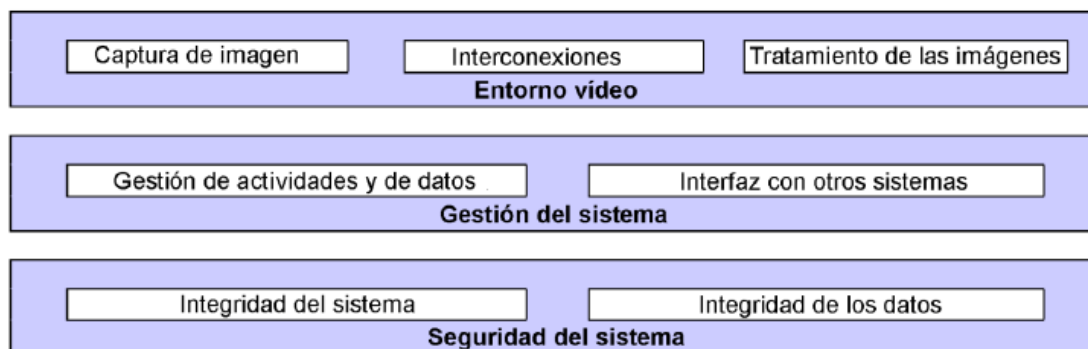 Captura de imagen
Interconexiones
Tratamiento de las imágenes
Entorno vídeo
Gestión de actividades y de datos
Interfaz con otros sistemas
Gestión del sistema
Integridad del sistema
Integridad de los datos
Seguridad del sistema